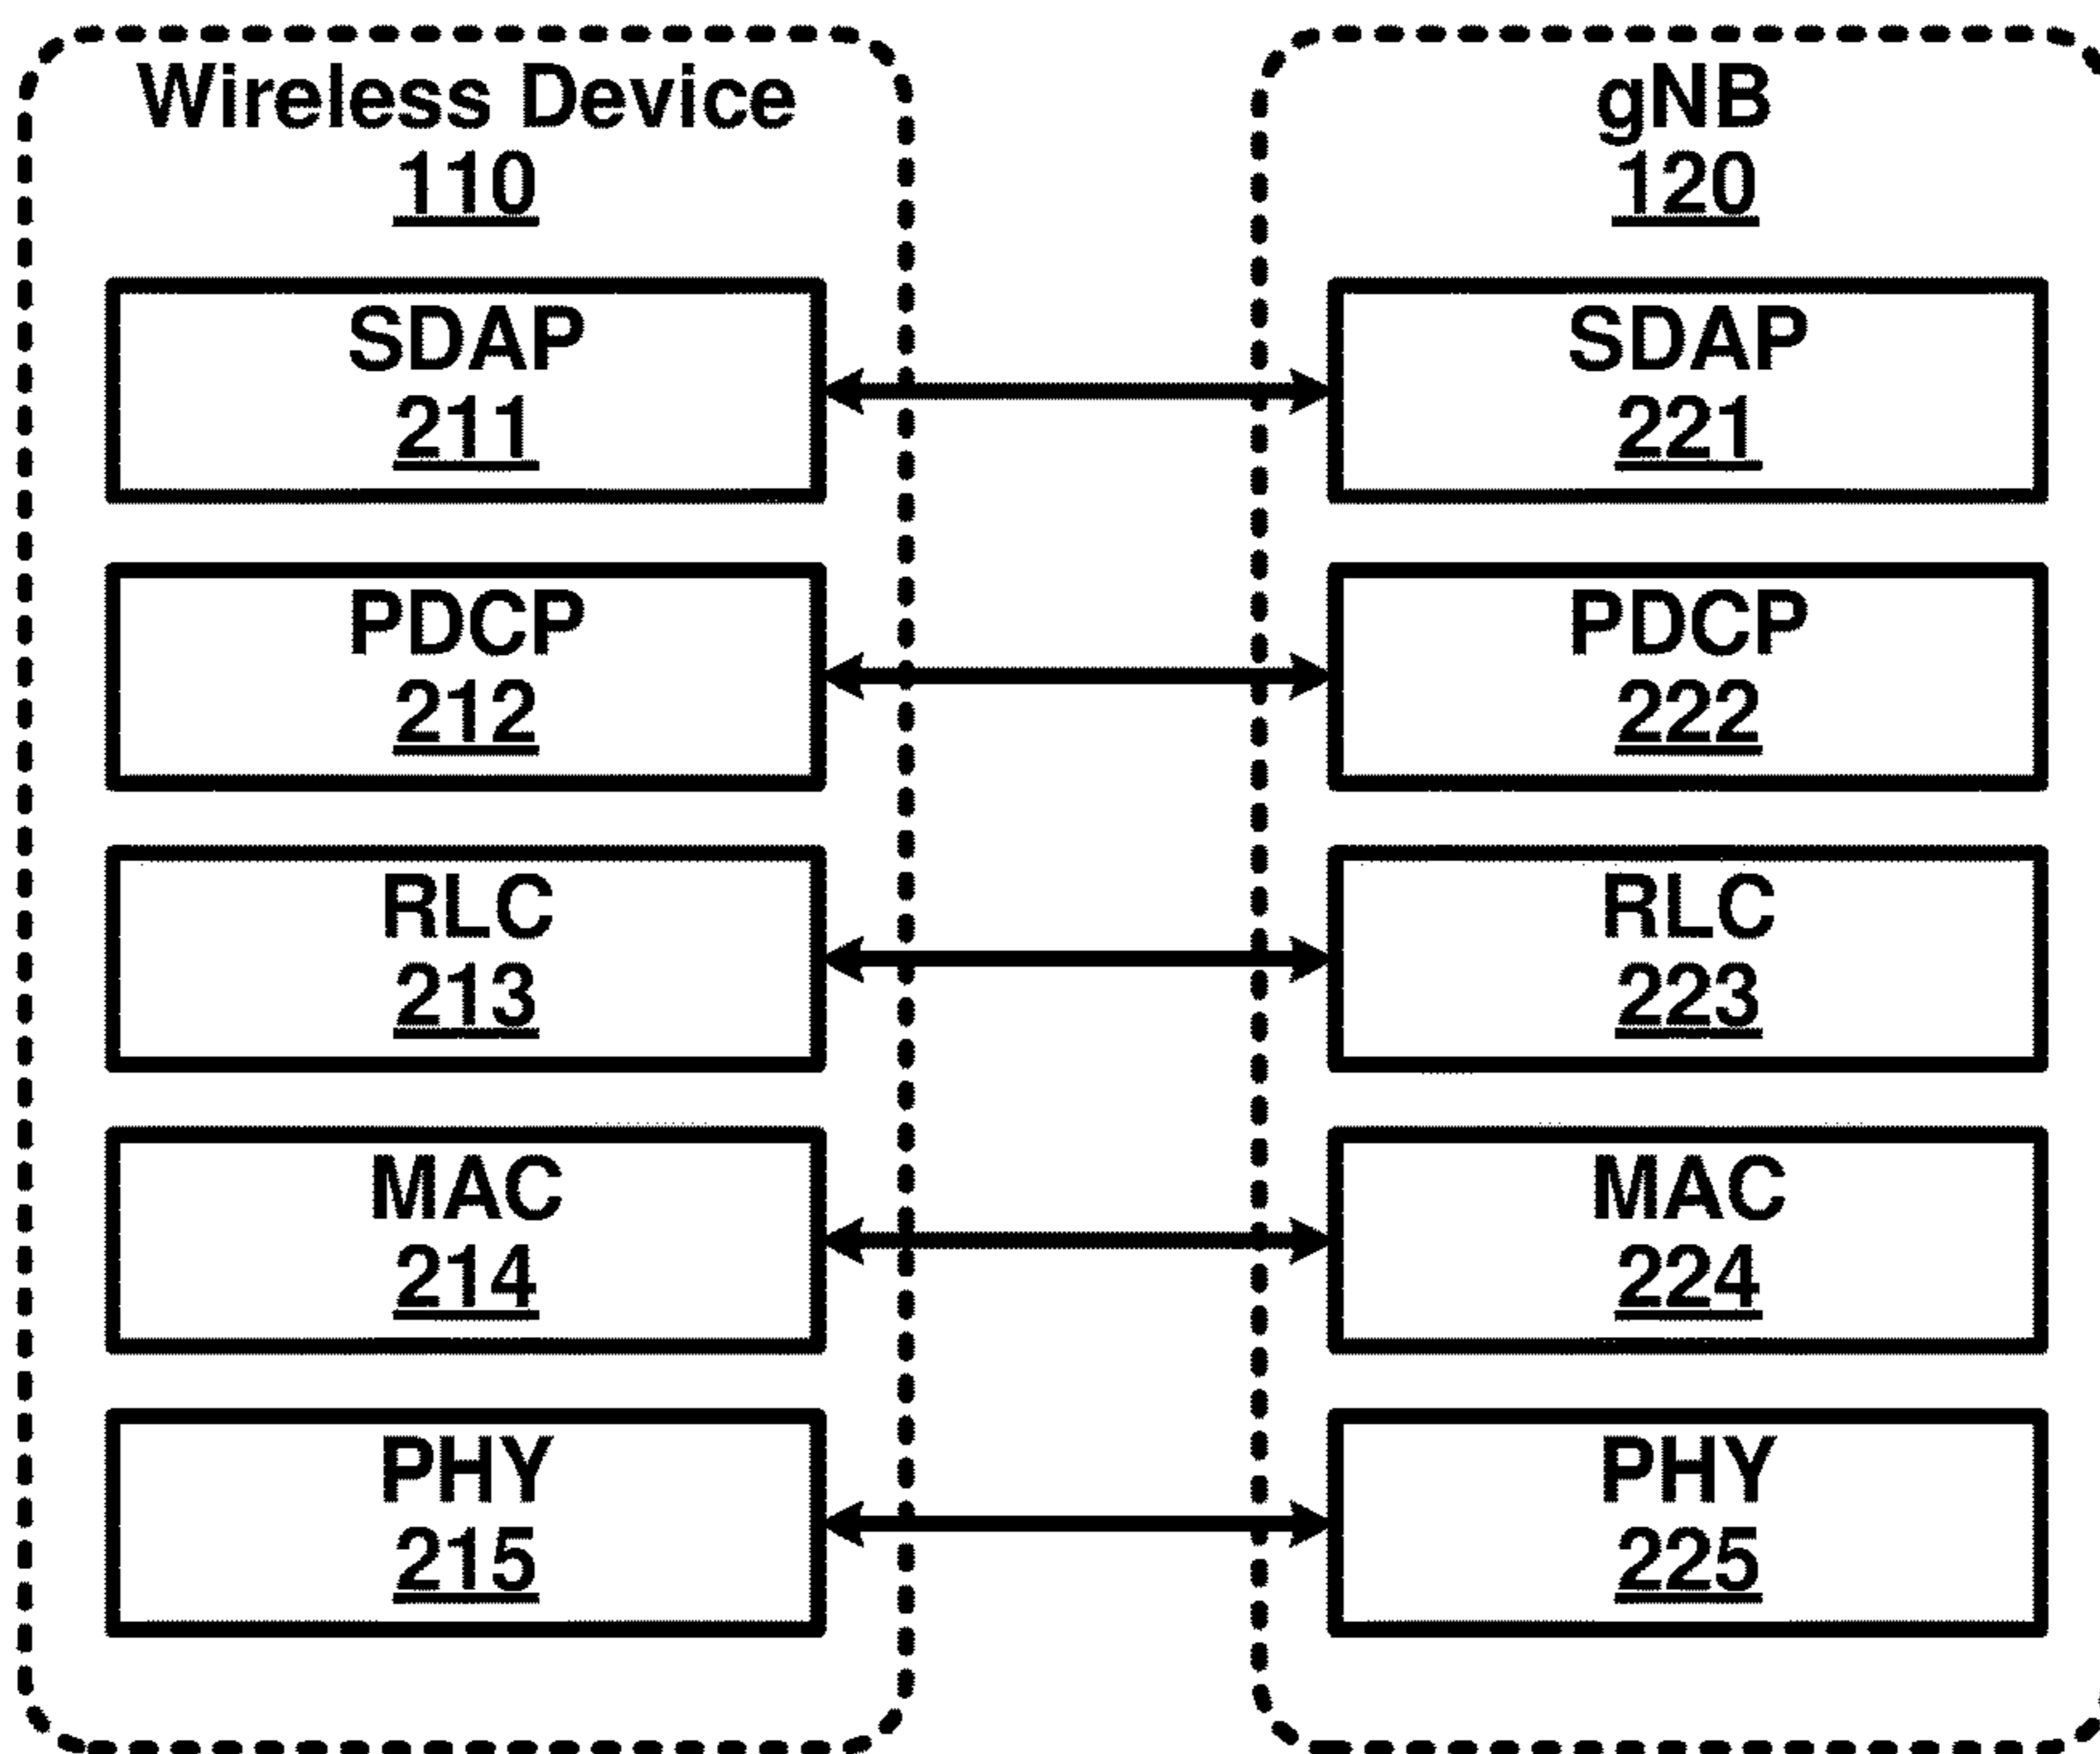 Wireless Device
110
SDAP
211
PDCP
212
RLC
213
MAC
214
PHY
215
gNB
120
SDAP
221
PDCP
222
RLC
223
MAC
224
PHY
225